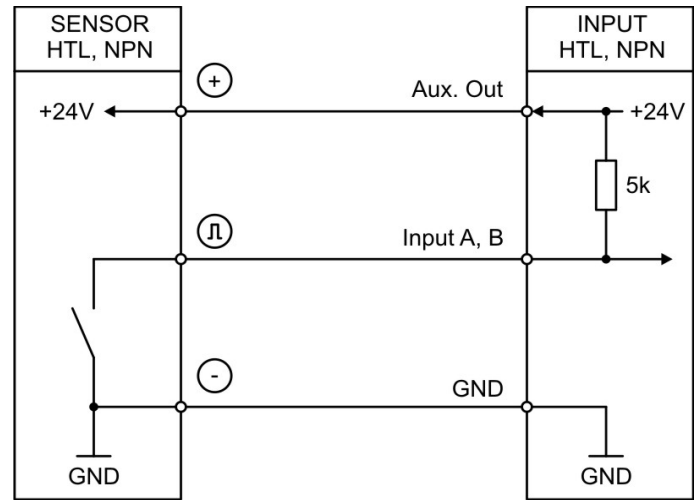 SENSOR
HTL, NPN
INPUT
HTL, NPN
+
Aux. Out
+24V
+24V
5k
Input A, B
-
GND
GND
GND